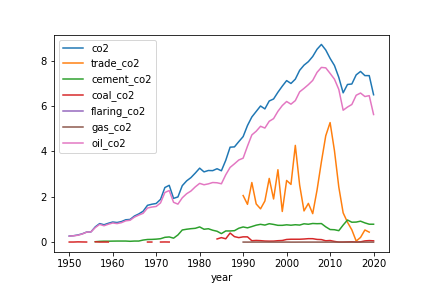 co2
trade_co2
cement_co2
coal_co2
flaring_co2
gas_co2
oil_co2
8
6
4
2
0
1950 1960 1970 1980 1990 2000 2010 2020
year